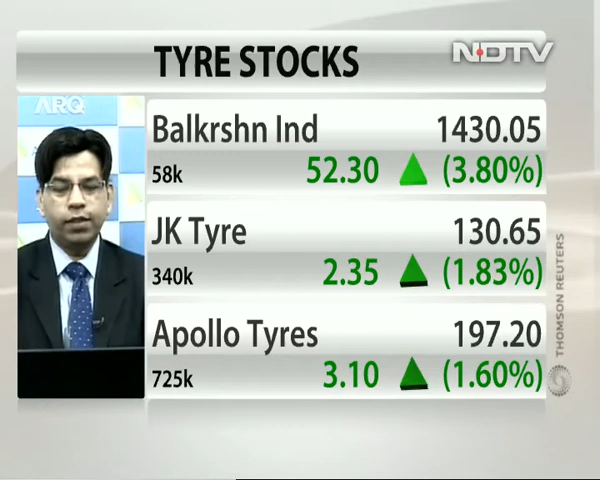 TYRE STOCKS
NDTV
ARQ
Balkrshn Ind 1430.05
58k 52.30 (3.80%)
JK Tyre 130.65
340k 2.35 (1.83%)
Apollo Tyres 197.20
725k 3.10 (1.60%)
THOMSON REUTERS